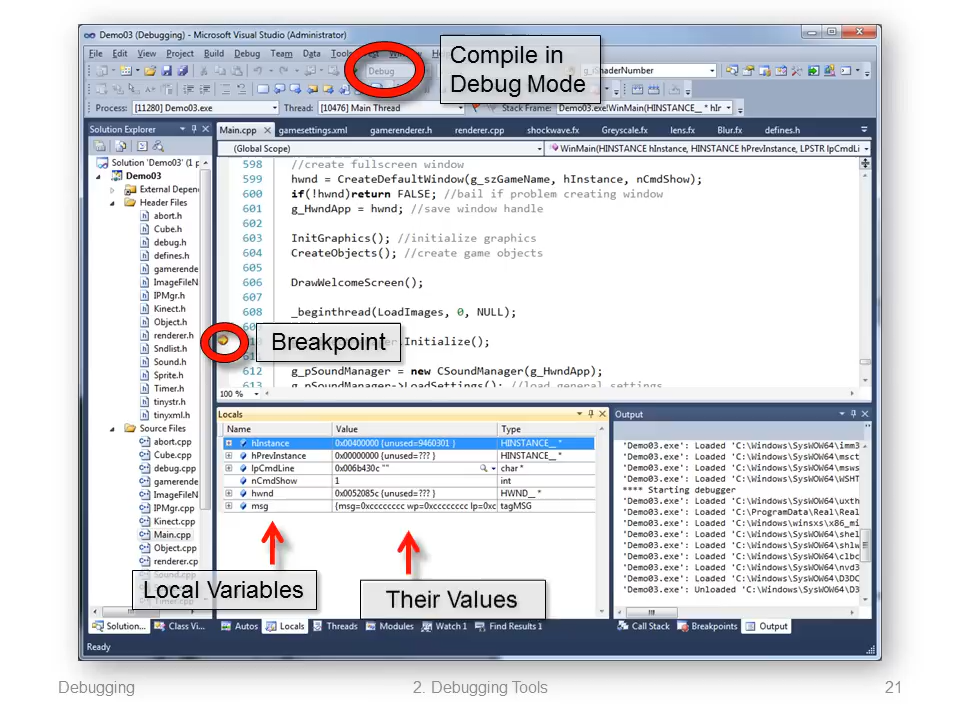 Demo03 (Debugging) - Microsoft Visual Studio (Administrator)
File Edit View Project Build Debug Team Data
Debug
Compile in
Debug Mode
Process: [11280] Demo03.exe Thread: [10476] Main Thread Stack Frame: Demo03.exe!WinMain(HINSTANCE__ * hIr
Solution Explorer
Main.cpp gamesettings.xml gamerenderer.h renderer.cpp shockwave.fx Greyscale.fx lens.fx Blur.fx defines.h
(Global Scope) WinMain(HINSTANCE hInstance, HINSTANCE hPrevInstance, LPSTR lpCmdLi
Solution 'Demo03' (1 p
Demo03
External Depen
Header Files
abort.h
Cube.h
debug.h
defines.h
gamerende
ImageFileN
IPMgr.h
Kinect.h
Object.h
renderer.h
Sndlist.h
Sound.h
Sprite.h
Timer.h
tinystr.h
tinyxml.h
Source Files
abort.cpp
Cube.cpp
debug.cpp
gamerende
ImageFileN
IPMgr.cpp
Kinect.cpp
Main.cpp
Object.cpp
renderer.cp
598 //create fullscreen window
599 hwnd = CreateDefaultWindow(g_szGameName, hInstance, nCmdShow);
600 if(!hwnd)return FALSE; //bail if problem creating window
601 g_HwndApp = hwnd; //save window handle
602
603 InitGraphics(); //initialize graphics
604 CreateObjects(); //create game objects
605
606 DrawWelcomeScreen();
607
608 _beginthread(LoadImages, 0, NULL);
Breakpoint
.Initialize();
612 g_pSoundManager = new CSoundManager(g_HwndApp);
613 g_pSoundManager->LoadSettings(); //load general settings
100 %
Locals
Name Value Type
hInstance 0x00400000 {unused=9460301 } HINSTANCE__ *
hPrevInstance 0x00000000 {unused=??? } HINSTANCE__ *
lpCmdLine 0x006b430c "" char *
nCmdShow 1 int
hwnd 0x0052085c {unused=??? } HWND__ *
msg {msg=0xcccccccc wp=0xcccccccc lp=0xc tagMSG
Local Variables
Their Values
Output
'Demo03.exe': Loaded 'C:\Windows\SysWOW64\imm3
'Demo03.exe': Loaded 'C:\Windows\SysWOW64\msct
'Demo03.exe': Loaded 'C:\Windows\SysWOW64\msws
'Demo03.exe': Loaded 'C:\Windows\SysWOW64\WSHT
**** Starting debugger
'Demo03.exe': Loaded 'C:\Windows\SysWOW64\uxth
'Demo03.exe': Loaded 'C:\ProgramData\Real\Real
'Demo03.exe': Loaded 'C:\Windows\winsxs\x86_mi
'Demo03.exe': Loaded 'C:\Windows\SysWOW64\shel
'Demo03.exe': Loaded 'C:\Windows\SysWOW64\shlw
'Demo03.exe': Loaded 'C:\Windows\SysWOW64\clbc
'Demo03.exe': Loaded 'C:\Windows\SysWOW64\nvd3
'Demo03.exe': Loaded 'C:\Windows\SysWOW64\D3DC
'Demo03.exe': Unloaded 'C:\Windows\SysWOW64\D3
Solution... Class Vi... Autos Locals Threads Modules Watch 1 Find Results 1 Call Stack Breakpoints Output
Ready
Debugging 2. Debugging Tools 21